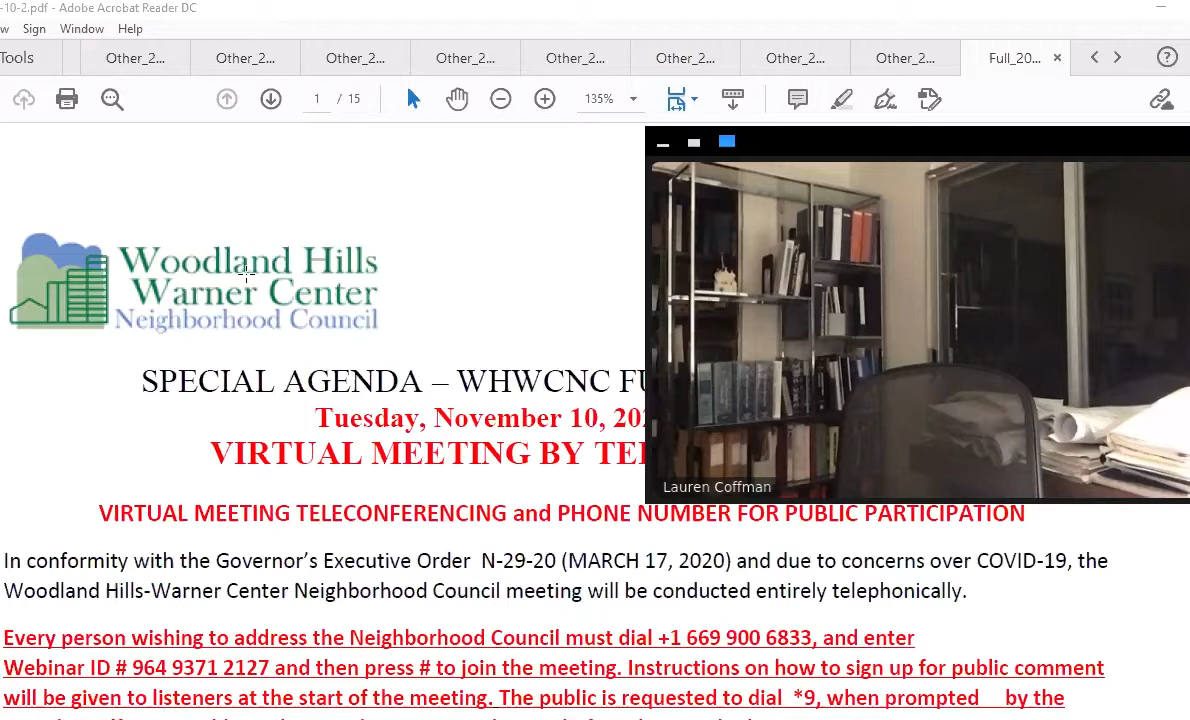 -10-2.pdf - Adobe Acrobat Reader DC
w Sign Window Help
Tools Other_2... Other_2... Other_2... Other_2... Other_2... Other_2... Other_2... Other_2... Full_20...
1 / 15 135%
Woodland Hills
Warner Center
Neighborhood Council
SPECIAL AGENDA – WHWCNC
Tuesday, November 10,
VIRTUAL MEETING BY
Lauren Coffman
VIRTUAL MEETING TELECONFERENCING and PHONE NUMBER FOR PUBLIC PARTICIPATION
In conformity with the Governor’s Executive Order N-29-20 (MARCH 17, 2020) and due to concerns over COVID-19, the
Woodland Hills-Warner Center Neighborhood Council meeting will be conducted entirely telephonically.
Every person wishing to address the Neighborhood Council must dial +1 669 900 6833, and enter
Webinar ID # 964 9371 2127 and then press # to join the meeting. Instructions on how to sign up for public comment
will be given to listeners at the start of the meeting. The public is requested to dial *9, when prompted by the